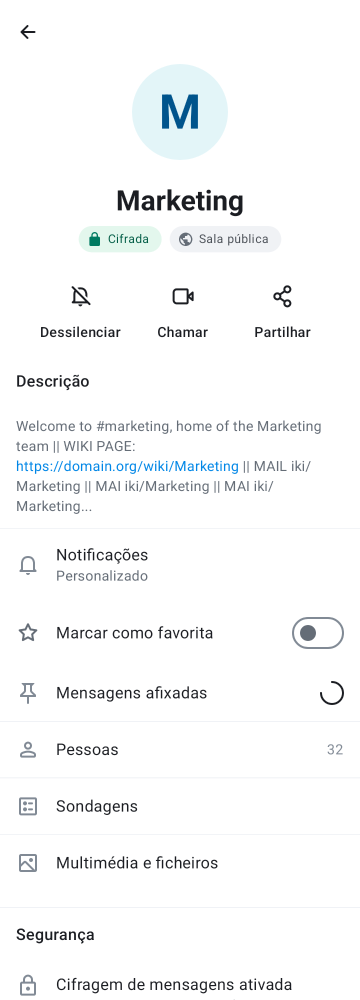 M
Marketing
Cifrada
Sala pública
Dessilenciar
Chamar
Partilhar
Descrição
Welcome to #marketing, home of the Marketing
team || WIKI PAGE:
https://domain.org/wiki/Marketing || MAIL iki/
Marketing || MAI iki/Marketing || MAI iki/
Marketing...
Notificações
Personalizado
Marcar como favorita
Mensagens afixadas
Pessoas 32
Sondagens
Multimédia e ficheiros
Segurança
Cifragem de mensagens ativada